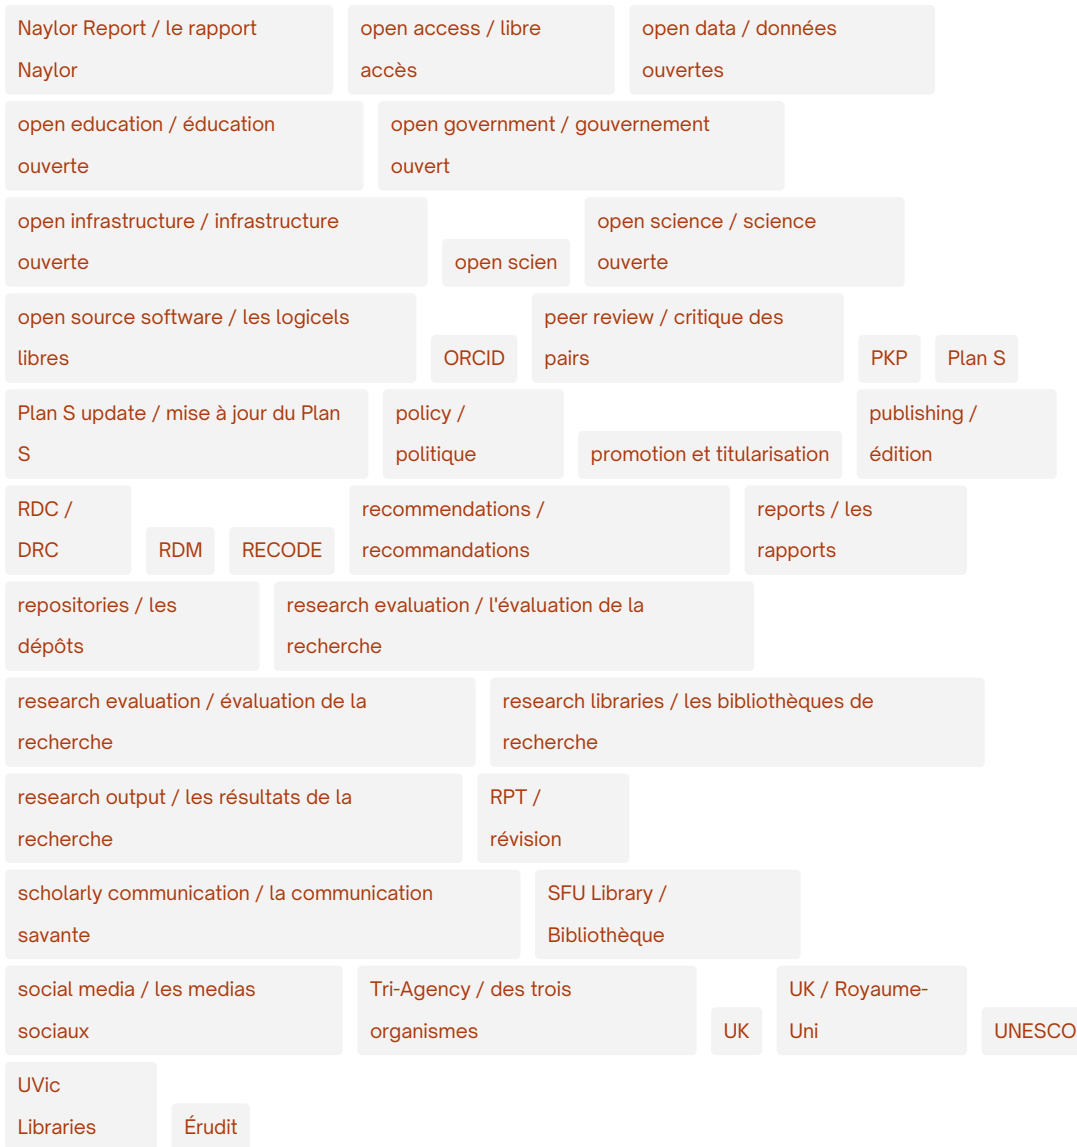 Naylor Report / le rapport
Naylor
open access / libre
accès
open data / données
ouvertes
open education / éducation
ouverte
open government / gouvernement
ouvert
open infrastructure / infrastructure
ouverte
open scien
open science / science
ouverte
open source software / les logicels
libres
ORCID
peer review / critique des
pairs
PKP
Plan S
Plan S update / mise à jour du Plan
S
policy /
politique
promotion et titularisation
publishing /
édition
RDC /
DRC
RDM
RECODE
recommendations /
recommandations
reports / les
rapports
repositories / les
dépôts
research evaluation / l'évaluation de la
recherche
research evaluation / évaluation de la
recherche
research libraries / les bibliothèques de
recherche
research output / les résultats de la
recherche
RPT /
révision
scholarly communication / la communication
savante
SFU Library /
Bibliothèque
social media / les medias
sociaux
Tri-Agency / des trois
organismes
UK
UK / Royaume-
Uni
UNESCO
UVic
Libraries
Érudit